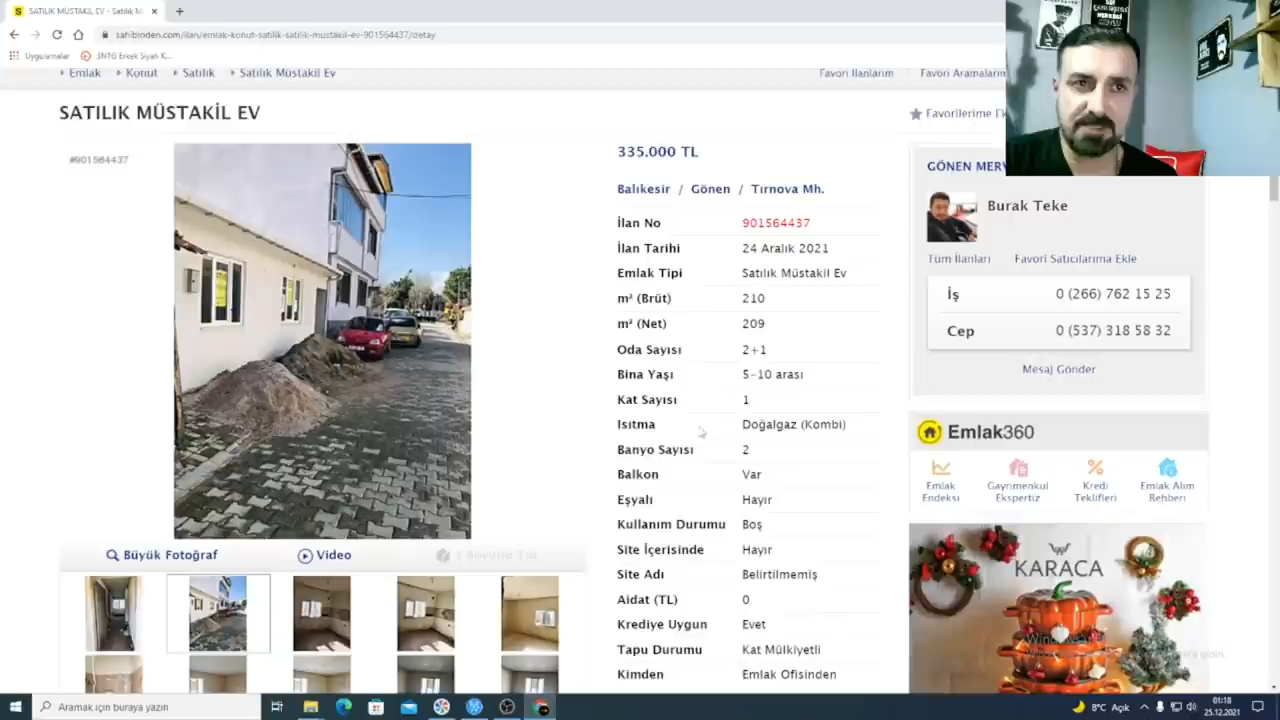 SATILIK MÜSTAKİL EV - Satılık M
sahibinden.com/ilan/emlak-konut-satilik-satilik-mustakil-ev-901564437/detay
Uygulamalar
3NTG Erkek Siyah K...
Emlak
Konut
Satılık
Satılık Müstakil Ev
Favori İlanlarım
Favori Aramaların
SATILIK MÜSTAKİL EV
Favorilerime Ek
#901564437
335.000 TL
Balıkesir / Gönen / Tırnova Mh.
İlan No 901564437
İlan Tarihi 24 Aralık 2021
Emlak Tipi Satılık Müstakil Ev
m² (Brüt) 210
m² (Net) 209
Oda Sayısı 2+1
Bina Yaşı 5-10 arası
Kat Sayısı 1
Isıtma Doğalgaz (Kombi)
Banyo Sayısı 2
Balkon Var
Eşyalı Hayır
Kullanım Durumu Boş
Site İçerisinde Hayır
Site Adı Belirtilmemiş
Aidat (TL) 0
Krediye Uygun Evet
Tapu Durumu Kat Mülkiyetli
Kimden Emlak Ofisinden
GÖNEN MERV
Burak Teke
Tüm İlanları
Favori Satıcılarıma Ekle
İş 0 (266) 762 15 25
Cep 0 (537) 318 58 32
Mesaj Gönder
Emlak360
Emlak Endeksi
Gayrimenkul Ekspertiz
Kredi Teklifleri
Emlak Alım Rehberi
KARACA
Büyük Fotoğraf
Video
Aramak için buraya yazın
8°C Açık
01:18
25.12.2021